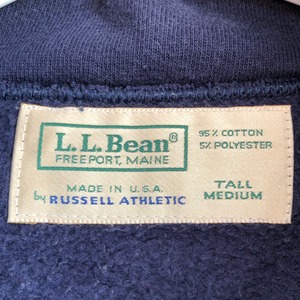 L.L.Bean®
FREEPORT, MAINE
95% COTTON
5% POLYESTER
MADE IN U.S.A.
by RUSSELL ATHLETIC
TALL
MEDIUM